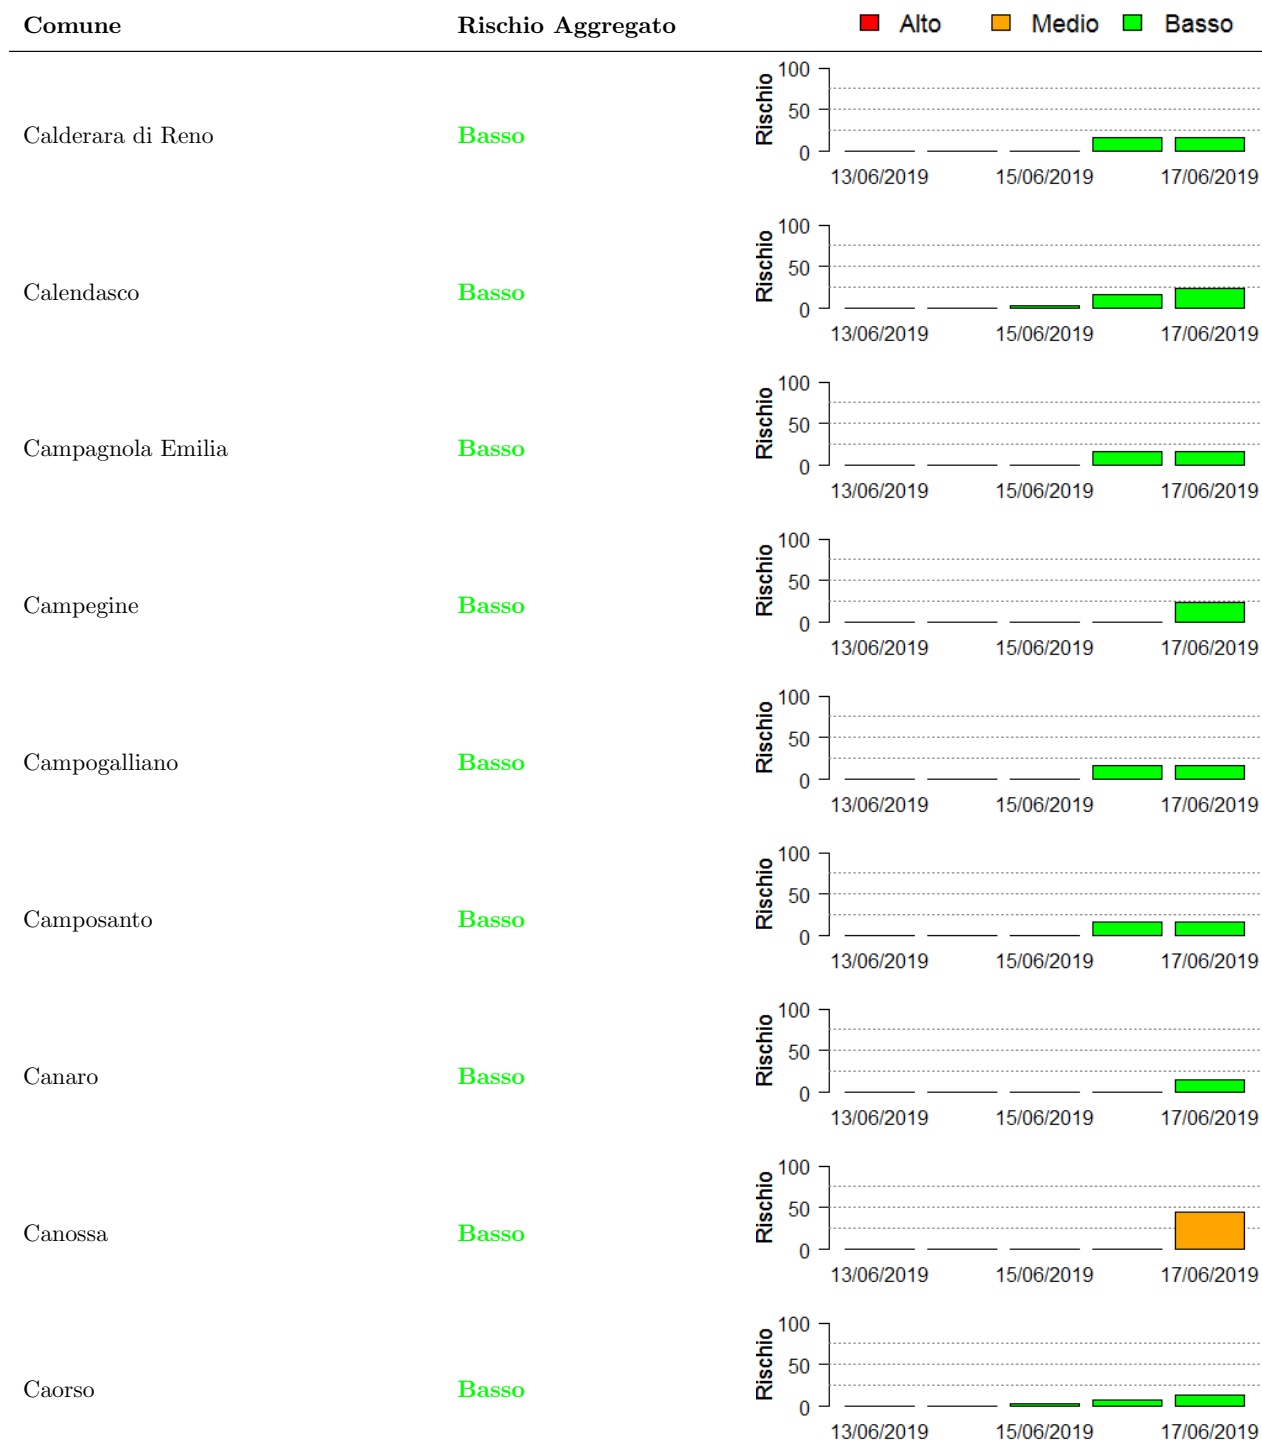 Comune Rischio Aggregato Alto Medio Basso
Calderara di Reno Basso Rischio 100 50 0
13/06/2019 15/06/2019 17/06/2019
Calendasco Basso Rischio 100 50 0
13/06/2019 15/06/2019 17/06/2019
Campagnola Emilia Basso Rischio 100 50 0
13/06/2019 15/06/2019 17/06/2019
Campegine Basso Rischio 100 50 0
13/06/2019 15/06/2019 17/06/2019
Campogalliano Basso Rischio 100 50 0
13/06/2019 15/06/2019 17/06/2019
Camposanto Basso Rischio 100 50 0
13/06/2019 15/06/2019 17/06/2019
Canaro Basso Rischio 100 50 0
13/06/2019 15/06/2019 17/06/2019
Canossa Basso Rischio 100 50 0
13/06/2019 15/06/2019 17/06/2019
Caorso Basso Rischio 100 50 0
13/06/2019 15/06/2019 17/06/2019